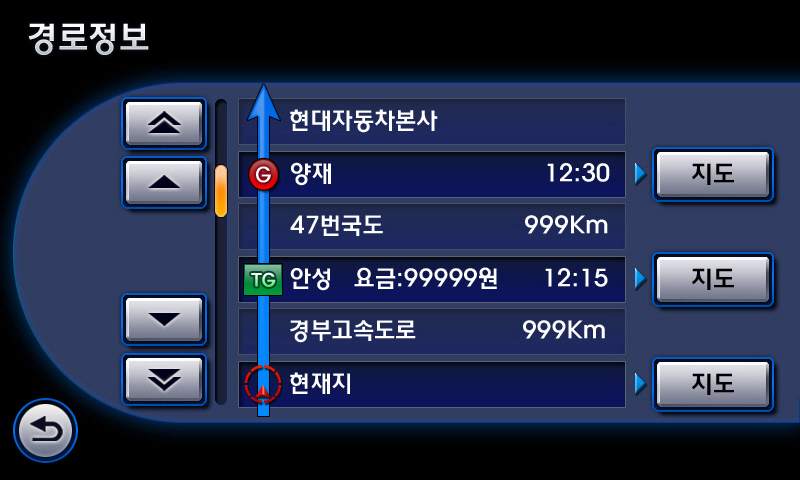 경로정보
현대자동차본사
G 양재 12:30 지도
47번국도 999Km
TG 안성 요금:99999원 12:15 지도
경부고속도로 999Km
현재지 지도